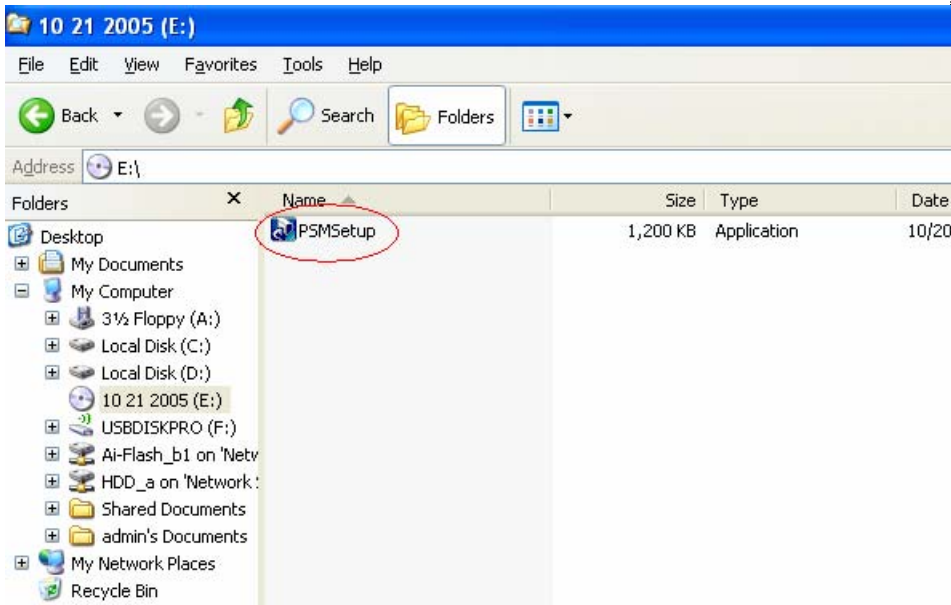 10 21 2005 (E:)
File Edit View Favorites Tools Help
Back Search Folders
Address E:\
Folders X Name Size Type Date
Desktop PSMSetup 1,200 KB Application 10/20
My Documents
My Computer
3½ Floppy (A:)
Local Disk (C:)
Local Disk (D:)
10 21 2005 (E:)
USBDISKPRO (F:)
Ai-Flash_b1 on 'Netw
HDD_a on 'Network S
Shared Documents
admin's Documents
My Network Places
Recycle Bin